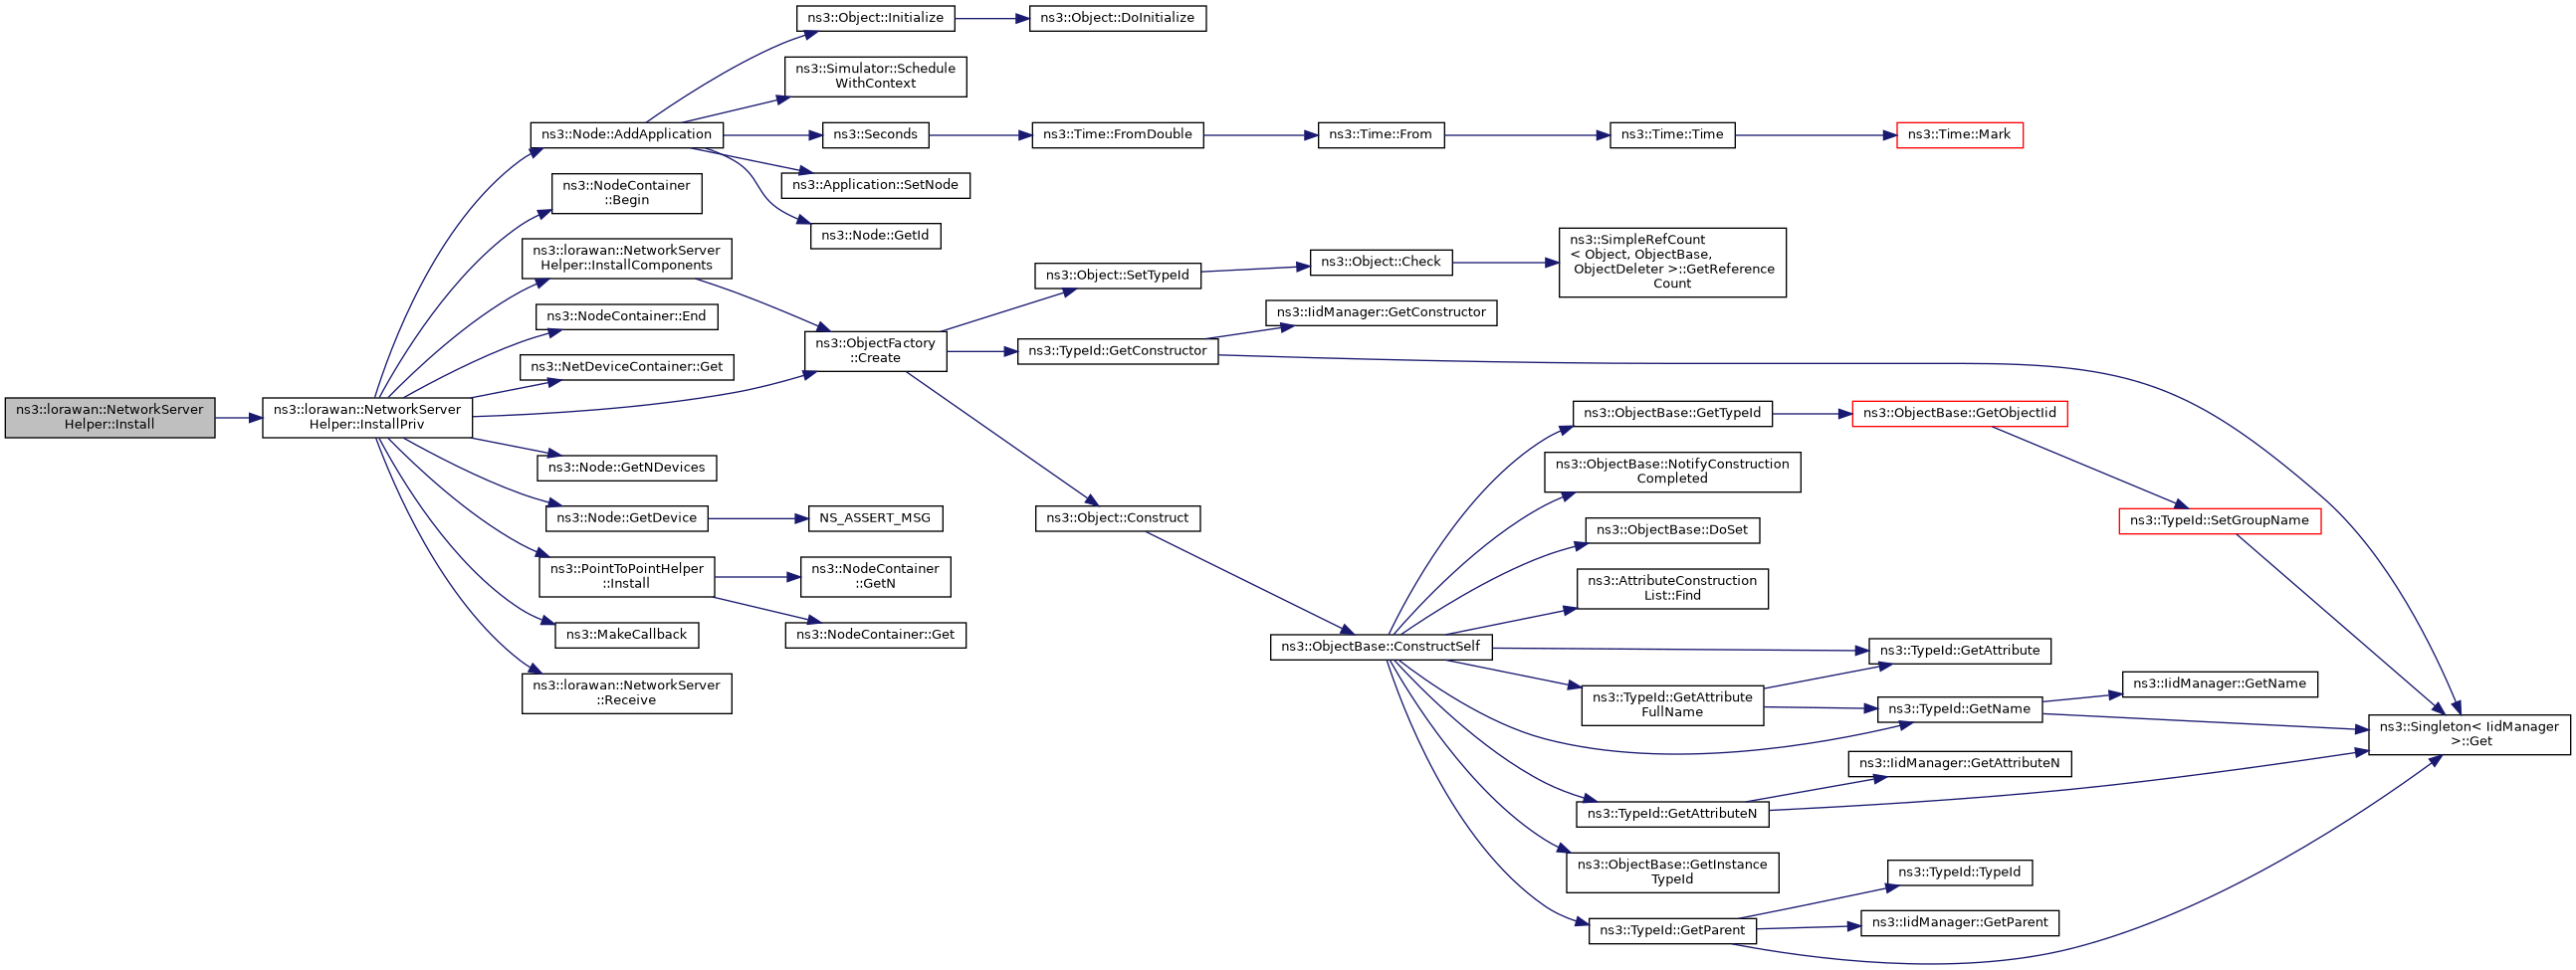 ns3::Object::Initialize
ns3::Object::DoInitialize
ns3::Simulator::Schedule
WithContext
ns3::Node::AddApplication
ns3::Seconds
ns3::Time::FromDouble
ns3::Time::From
ns3::Time::Time
ns3::Time::Mark
ns3::Application::SetNode
ns3::NodeContainer
::Begin
ns3::Node::GetId
ns3::lorawan::NetworkServer
Helper::InstallComponents
ns3::SimpleRefCount
< Object, ObjectBase,
ObjectDeleter >::GetReference
Count
ns3::Object::Check
ns3::Object::SetTypeId
ns3::NodeContainer::End
ns3::IidManager::GetConstructor
ns3::ObjectFactory
::Create
ns3::TypeId::GetConstructor
ns3::NetDeviceContainer::Get
ns3::lorawan::NetworkServer
Helper::Install
ns3::lorawan::NetworkServer
Helper::InstallPriv
ns3::ObjectBase::GetTypeId
ns3::ObjectBase::GetObjectIid
ns3::Node::GetNDevices
ns3::ObjectBase::NotifyConstruction
Completed
ns3::Node::GetDevice
NS_ASSERT_MSG
ns3::Object::Construct
ns3::ObjectBase::DoSet
ns3::TypeId::SetGroupName
ns3::PointToPointHelper
::Install
ns3::NodeContainer
::GetN
ns3::AttributeConstruction
List::Find
ns3::MakeCallback
ns3::NodeContainer::Get
ns3::ObjectBase::ConstructSelf
ns3::TypeId::GetAttribute
ns3::lorawan::NetworkServer
::Receive
ns3::TypeId::GetAttribute
FullName
ns3::TypeId::GetName
ns3::IidManager::GetName
ns3::Singleton< IidManager
>::Get
ns3::IidManager::GetAttributeN
ns3::TypeId::GetAttributeN
ns3::ObjectBase::GetInstance
TypeId
ns3::TypeId::TypeId
ns3::TypeId::GetParent
ns3::IidManager::GetParent